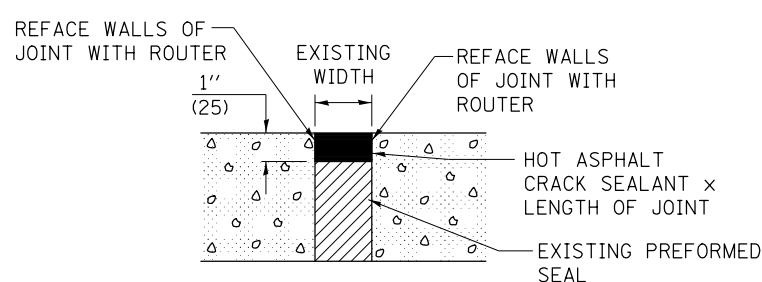 REFACE WALLS OF
JOINT WITH ROUTER
EXISTING
WIDTH
REFACE WALLS
OF JOINT WITH
ROUTER
1''
(25)
HOT ASPHALT
CRACK SEALANT x
LENGTH OF JOINT
EXISTING PREFORMED
SEAL